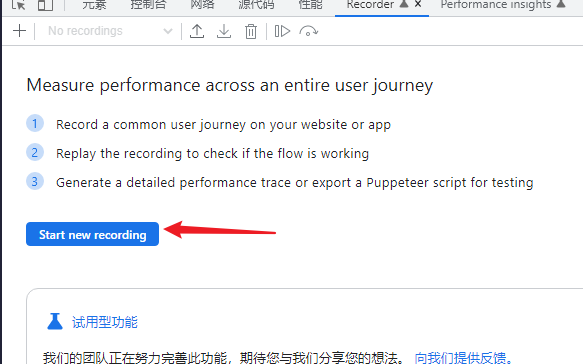 元素 控制台 网络 源代码 性能 Recorder Performance insights
No recordings
Measure performance across an entire user journey
1 Record a common user journey on your website or app
2 Replay the recording to check if the flow is working
3 Generate a detailed performance trace or export a Puppeteer script for testing
Start new recording
试用型功能
我们的团队正在努力完善此功能，期待您与我们分享您的想法。 向我们提供反馈。